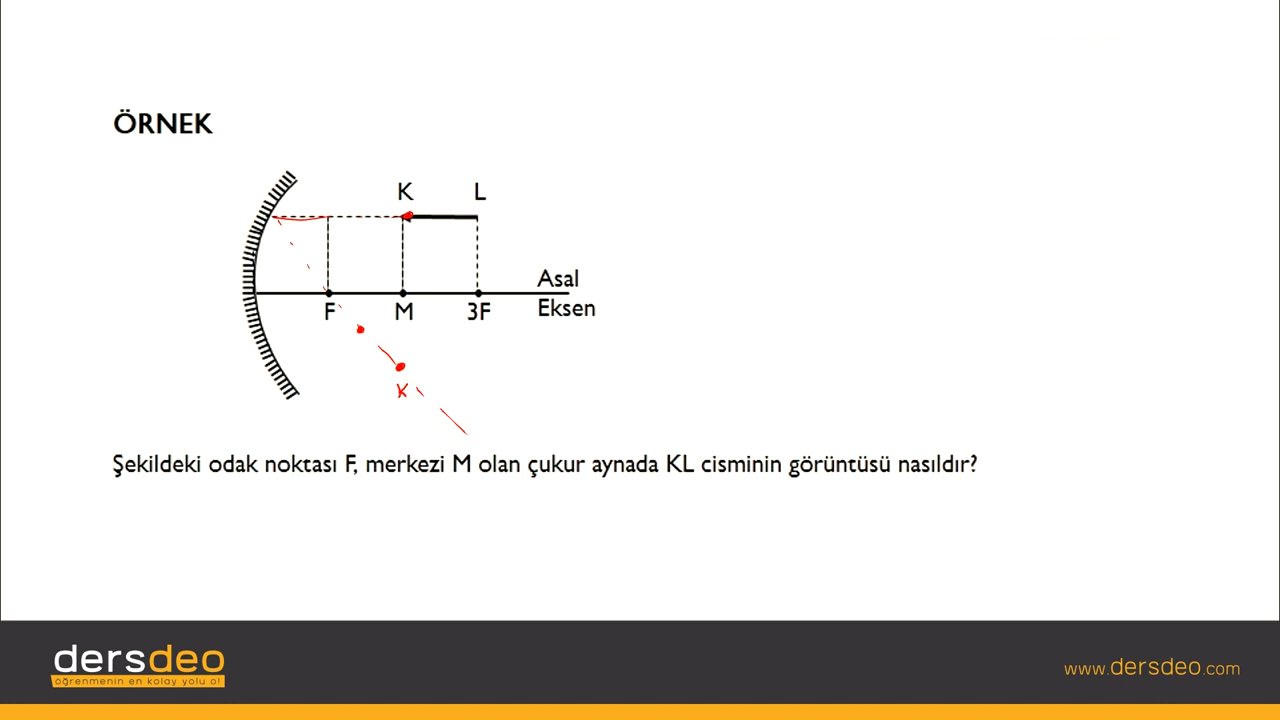 ÖRNEK
K L
Asal
F M 3F Eksen
K
Şekildeki odak noktası F, merkezi M olan çukur aynada KL cisminin görüntüsü nasıldır?
dersdeo
öğrenmenin en kolay yolu o!
www.dersdeo.com